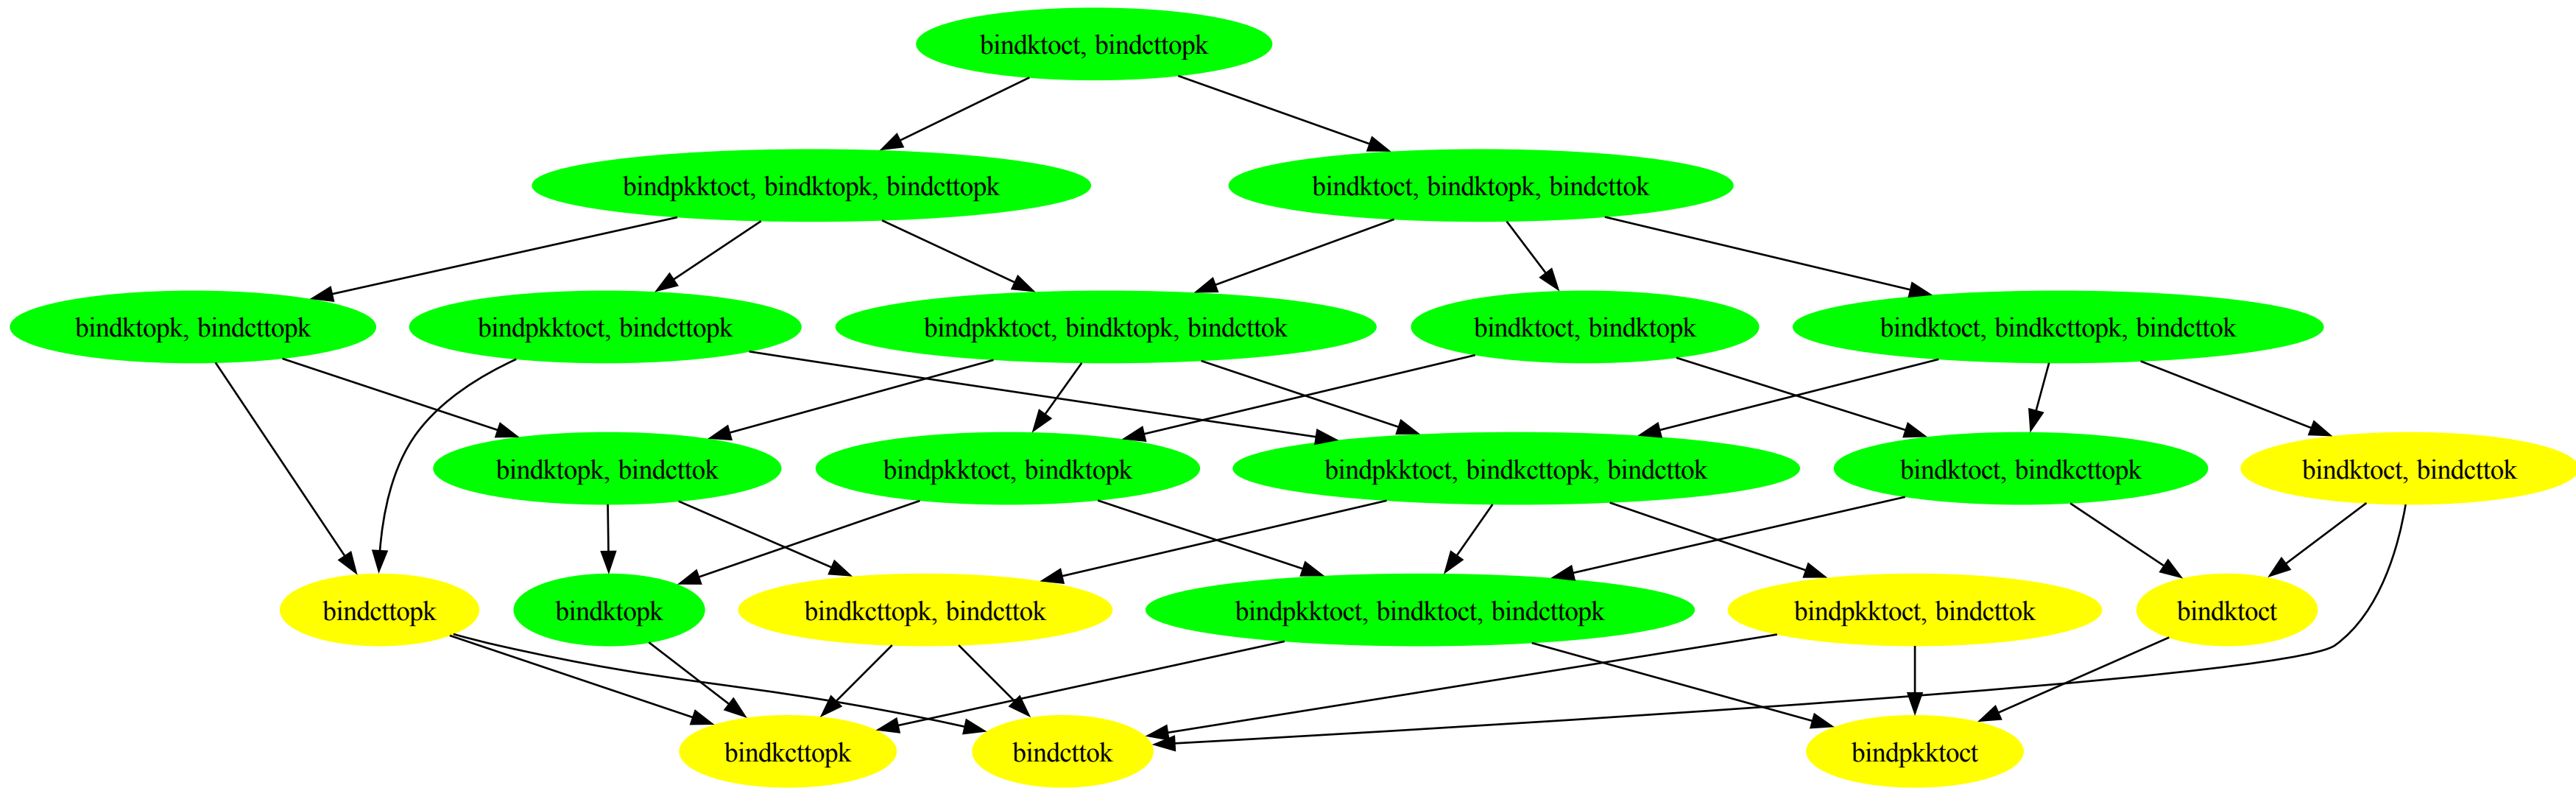 bindktoct, bindcttopk
bindpkktoct, bindktopk, bindcttopk
bindktoct, bindktopk, bindcttok
bindktopk, bindcttopk
bindpkktoct, bindcttopk
bindpkktoct, bindktopk, bindcttok
bindktoct, bindktopk
bindktoct, bindkcttopk, bindcttok
bindktopk, bindcttok
bindpkktoct, bindktopk
bindpkktoct, bindkcttopk, bindcttok
bindktoct, bindkcttopk
bindktoct, bindcttok
bindcttopk
bindktopk
bindkcttopk, bindcttok
bindpkktoct, bindktoct, bindcttopk
bindpkktoct, bindcttok
bindktoct
bindkcttopk
bindcttok
bindpkktoct